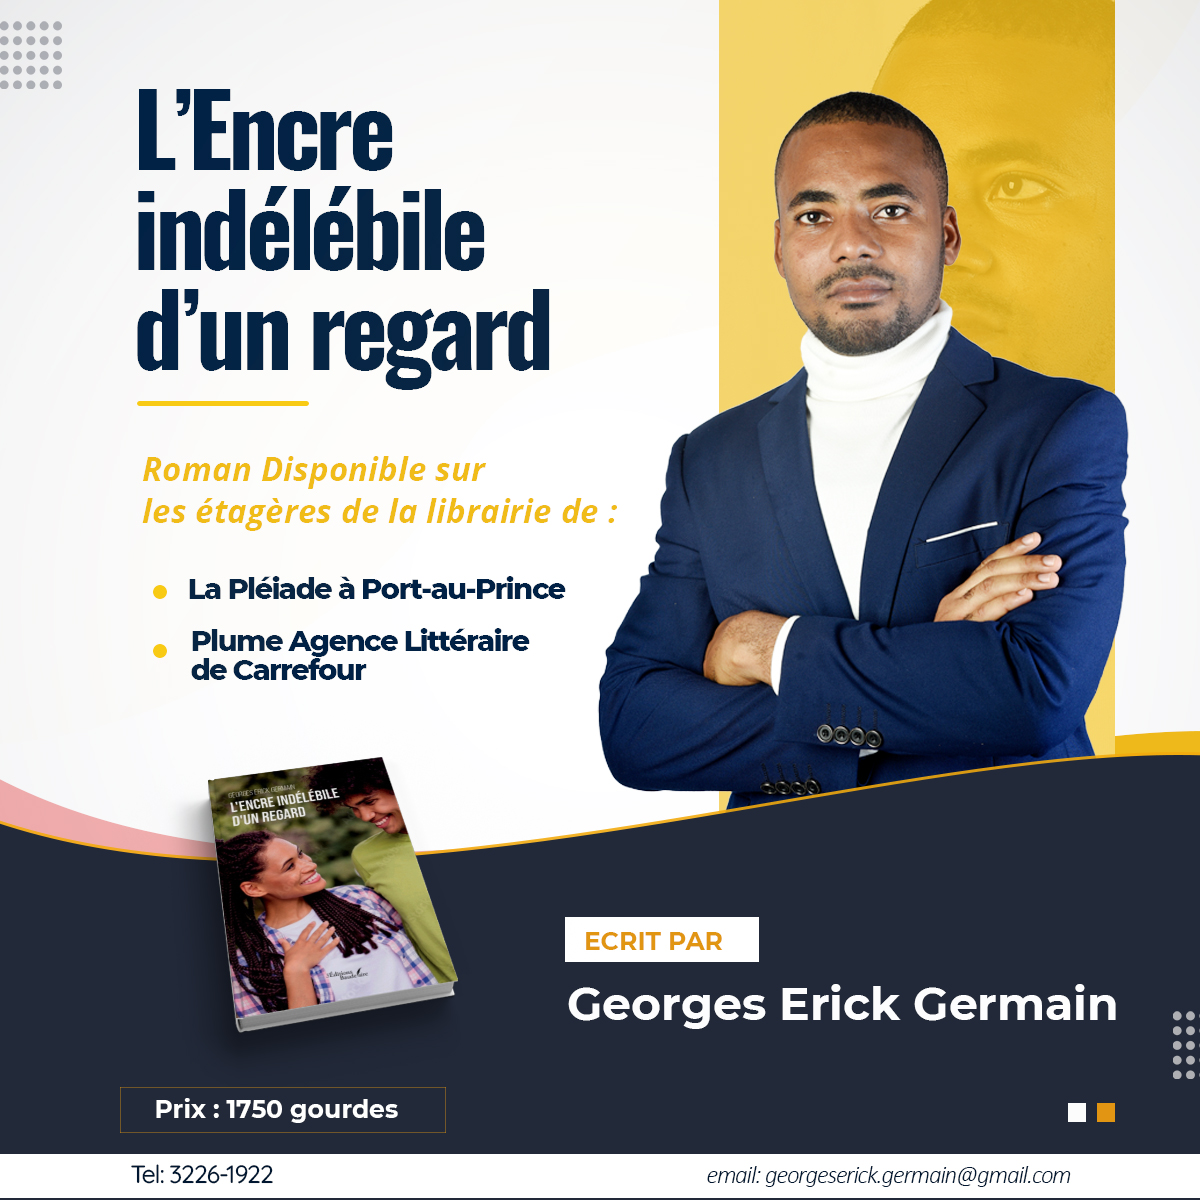 L'Encre
indélébile
d'un regard
Roman Disponible sur
les étagères de la librairie de :
La Pléiade à Port-au-Prince
Plume Agence Littéraire
de Carrefour
GEORGES ERICK GERMAIN
L'ENCRE INDÉLÉBILE
D'UN REGARD
Éditions
Baudelaire
ECRIT PAR
Georges Erick Germain
Prix : 1750 gourdes
Tel: 3226-1922
email: georgeserick.germain@gmail.com